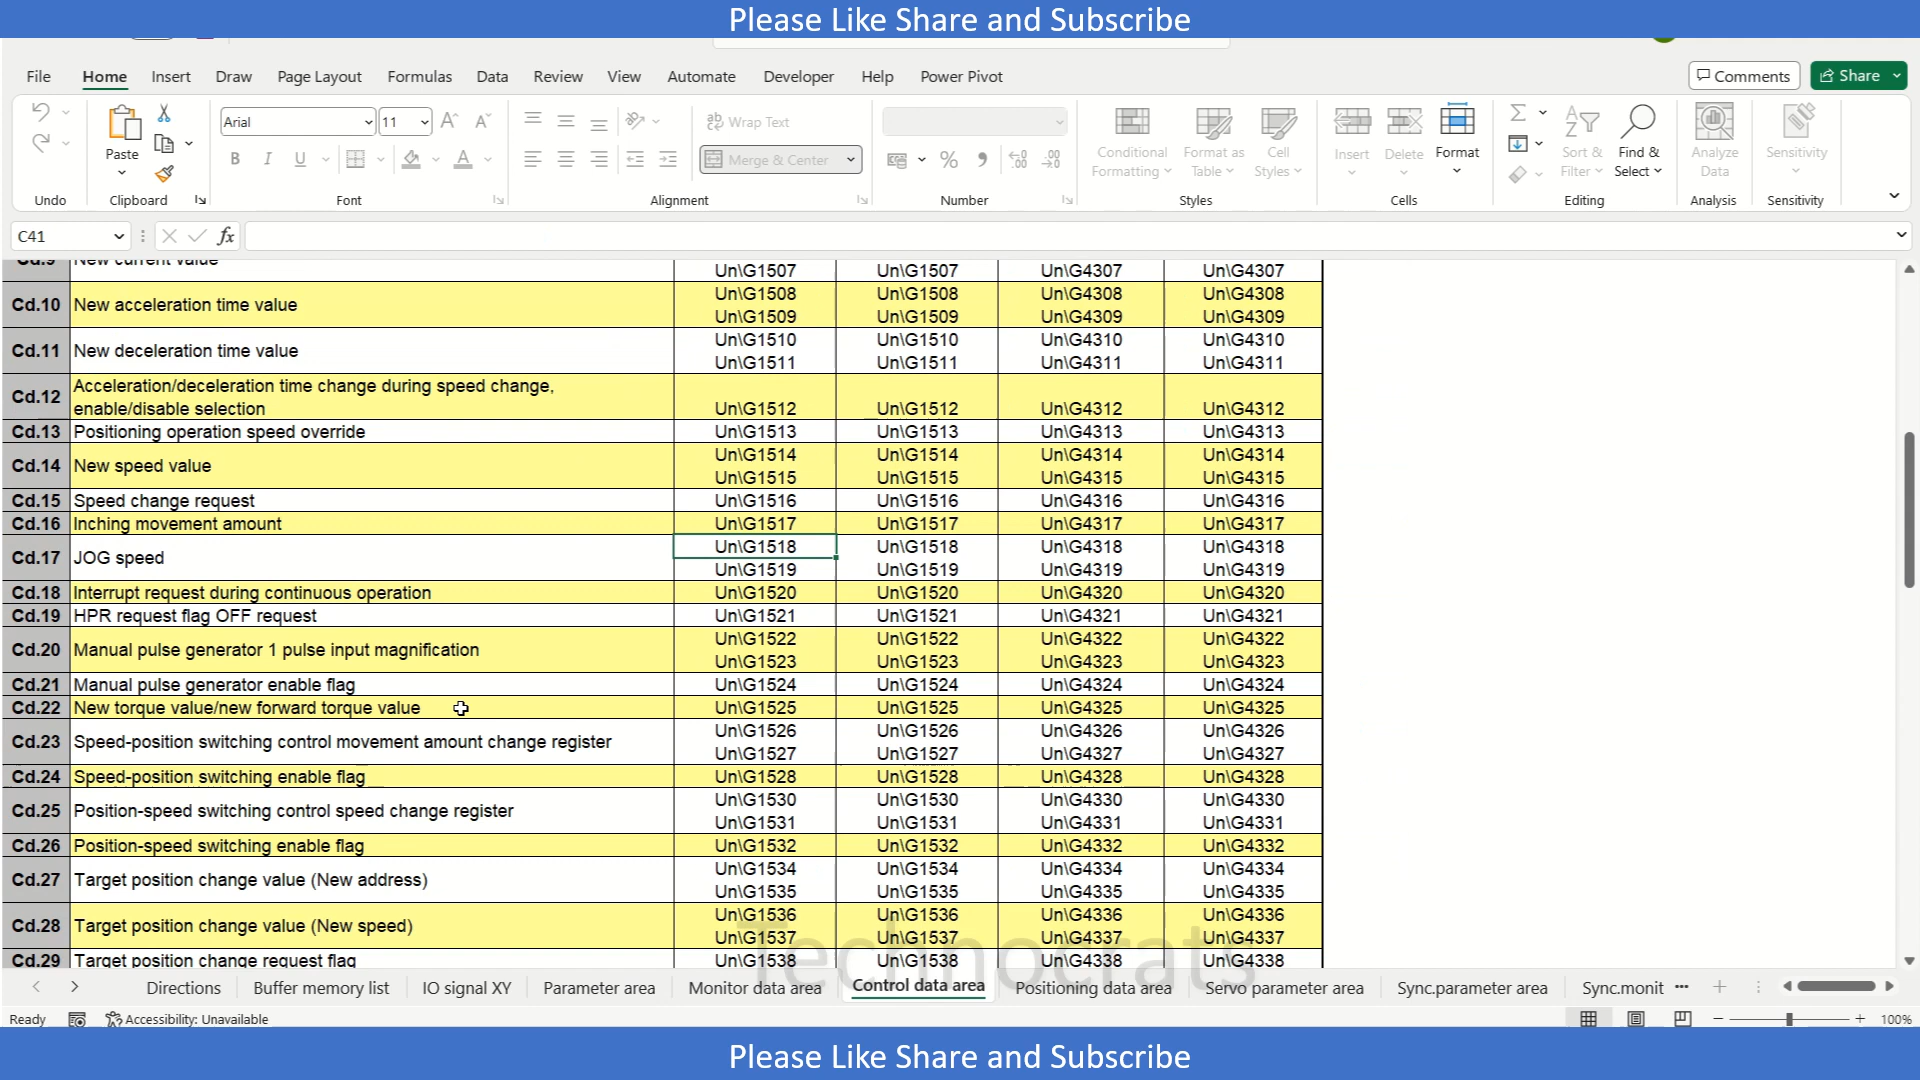 Please Like Share and Subscribe
File Home Insert Draw Page Layout Formulas Data Review View Automate Developer Help Power Pivot Comments Share
Arial 11 Wrap Text
Paste Merge & Center Conditional Formatting Format as Table Cell Styles Insert Delete Format Sort & Filter Find & Select Analyze Data Sensitivity
Undo Clipboard Font Alignment Number Styles Cells Editing Analysis Sensitivity
C41 fx
Cd.9 New current value Un\G1507 Un\G1507 Un\G4307 Un\G4307
Cd.10 New acceleration time value Un\G1508 Un\G1508 Un\G4308 Un\G4308
Un\G1509 Un\G1509 Un\G4309 Un\G4309
Cd.11 New deceleration time value Un\G1510 Un\G1510 Un\G4310 Un\G4310
Un\G1511 Un\G1511 Un\G4311 Un\G4311
Cd.12 Acceleration/deceleration time change during speed change,
enable/disable selection Un\G1512 Un\G1512 Un\G4312 Un\G4312
Cd.13 Positioning operation speed override Un\G1513 Un\G1513 Un\G4313 Un\G4313
Cd.14 New speed value Un\G1514 Un\G1514 Un\G4314 Un\G4314
Un\G1515 Un\G1515 Un\G4315 Un\G4315
Cd.15 Speed change request Un\G1516 Un\G1516 Un\G4316 Un\G4316
Cd.16 Inching movement amount Un\G1517 Un\G1517 Un\G4317 Un\G4317
Cd.17 JOG speed Un\G1518 Un\G1518 Un\G4318 Un\G4318
Un\G1519 Un\G1519 Un\G4319 Un\G4319
Cd.18 Interrupt request during continuous operation Un\G1520 Un\G1520 Un\G4320 Un\G4320
Cd.19 HPR request flag OFF request Un\G1521 Un\G1521 Un\G4321 Un\G4321
Cd.20 Manual pulse generator 1 pulse input magnification Un\G1522 Un\G1522 Un\G4322 Un\G4322
Un\G1523 Un\G1523 Un\G4323 Un\G4323
Cd.21 Manual pulse generator enable flag Un\G1524 Un\G1524 Un\G4324 Un\G4324
Cd.22 New torque value/new forward torque value Un\G1525 Un\G1525 Un\G4325 Un\G4325
Cd.23 Speed-position switching control movement amount change register Un\G1526 Un\G1526 Un\G4326 Un\G4326
Un\G1527 Un\G1527 Un\G4327 Un\G4327
Cd.24 Speed-position switching enable flag Un\G1528 Un\G1528 Un\G4328 Un\G4328
Cd.25 Position-speed switching control speed change register Un\G1530 Un\G1530 Un\G4330 Un\G4330
Un\G1531 Un\G1531 Un\G4331 Un\G4331
Cd.26 Position-speed switching enable flag Un\G1532 Un\G1532 Un\G4332 Un\G4332
Cd.27 Target position change value (New address) Un\G1534 Un\G1534 Un\G4334 Un\G4334
Un\G1535 Un\G1535 Un\G4335 Un\G4335
Cd.28 Target position change value (New speed) Un\G1536 Un\G1536 Un\G4336 Un\G4336
Un\G1537 Un\G1537 Un\G4337 Un\G4337
Cd.29 Target position change request flag Un\G1538 Un\G1538 Un\G4338 Un\G4338
Technocrats
Directions Buffer memory list IO signal XY Parameter area Monitor data area Control data area Positioning data area Servo parameter area Sync.parameter area Sync.monit ...
Ready Accessibility: Unavailable 100%
Please Like Share and Subscribe